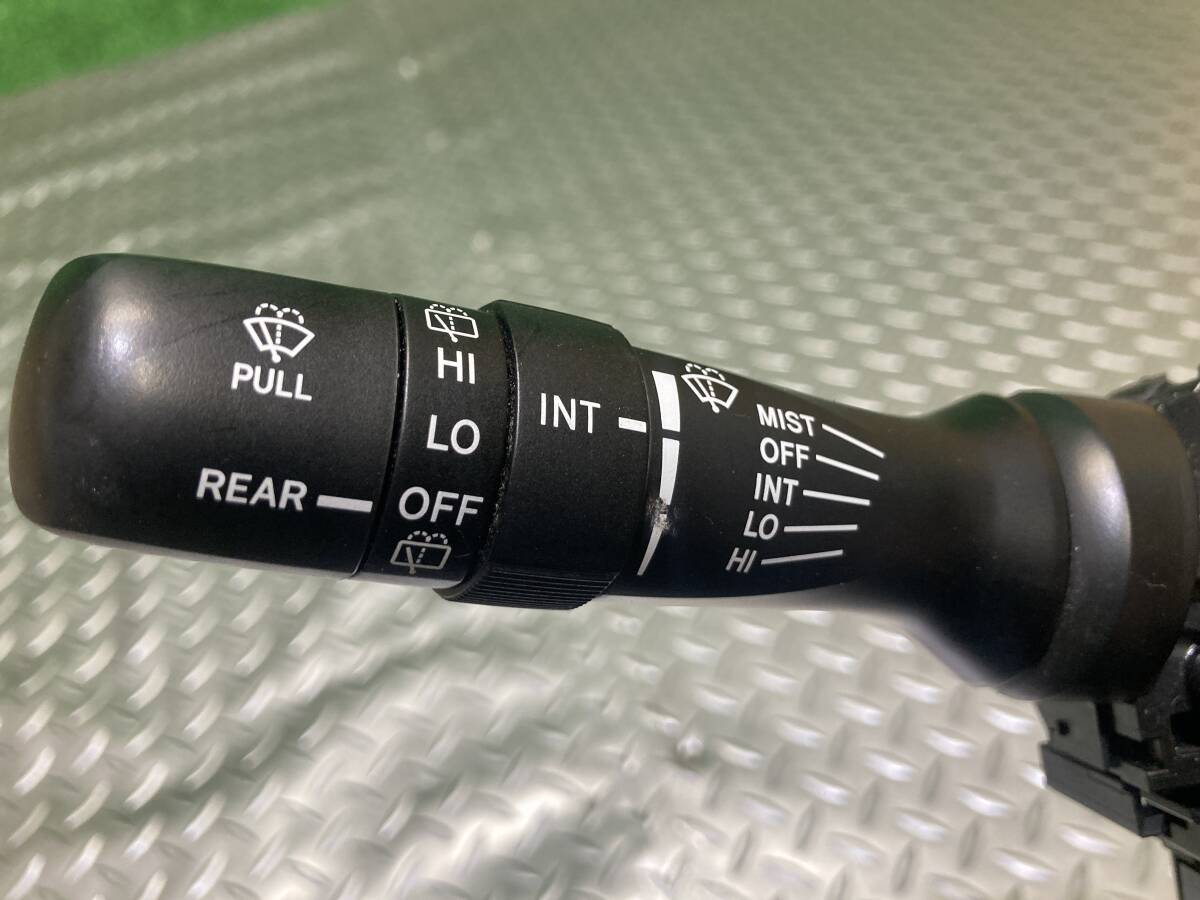 PULL
REAR
HI
LO
OFF
INT
MIST
OFF
INT
LO
HI